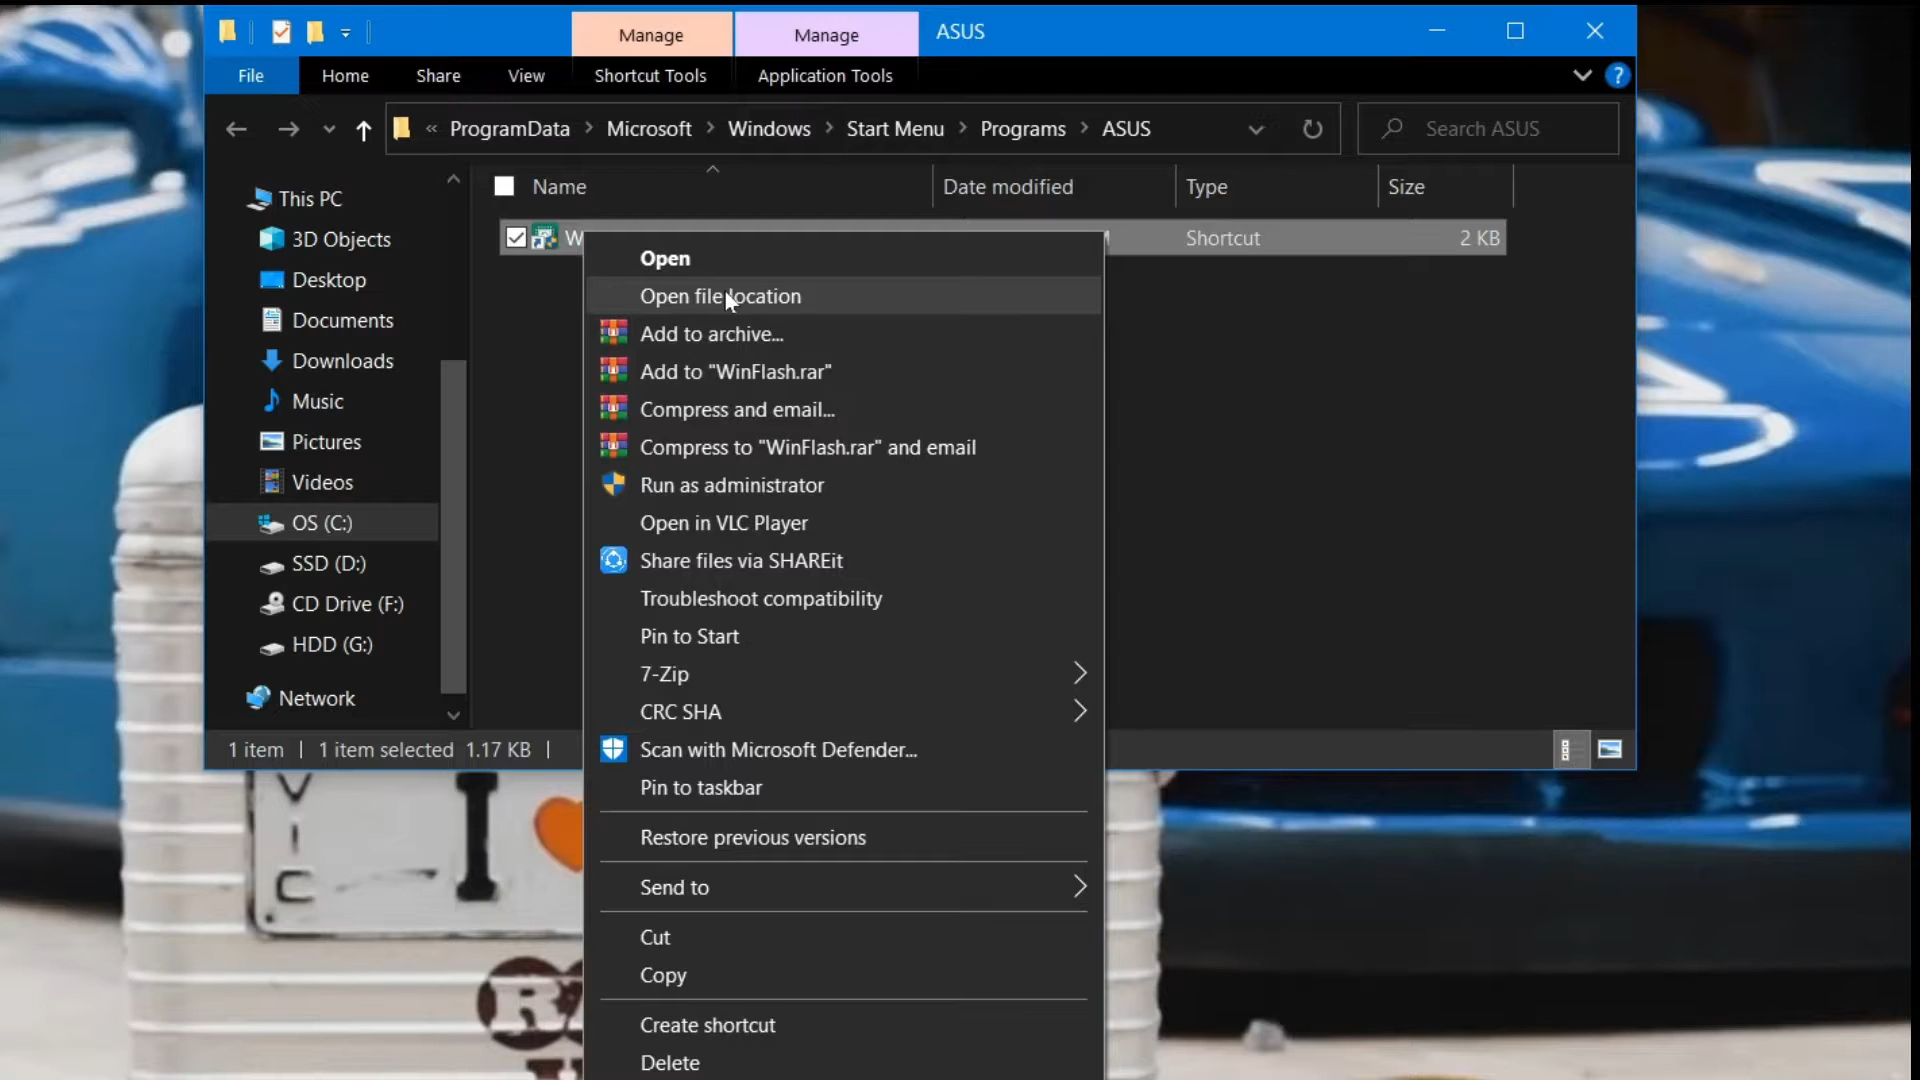 Manage
Manage
ASUS
File
Home
Share
View
Shortcut Tools
Application Tools
?
« ProgramData > Microsoft > Windows > Start Menu > Programs > ASUS
Search ASUS
Name
Date modified
Type
Size
This PC
3D Objects
Desktop
Documents
Downloads
Music
Pictures
Videos
OS (C:)
SSD (D:)
CD Drive (F:)
HDD (G:)
Network
W
Shortcut
2 KB
Open
Open file location
Add to archive...
Add to "WinFlash.rar"
Compress and email...
Compress to "WinFlash.rar" and email
Run as administrator
Open in VLC Player
Share files via SHAREit
Troubleshoot compatibility
Pin to Start
7-Zip
CRC SHA
Scan with Microsoft Defender...
Pin to taskbar
Restore previous versions
Send to
Cut
Copy
Create shortcut
Delete
1 item
1 item selected 1.17 KB
VIC
I